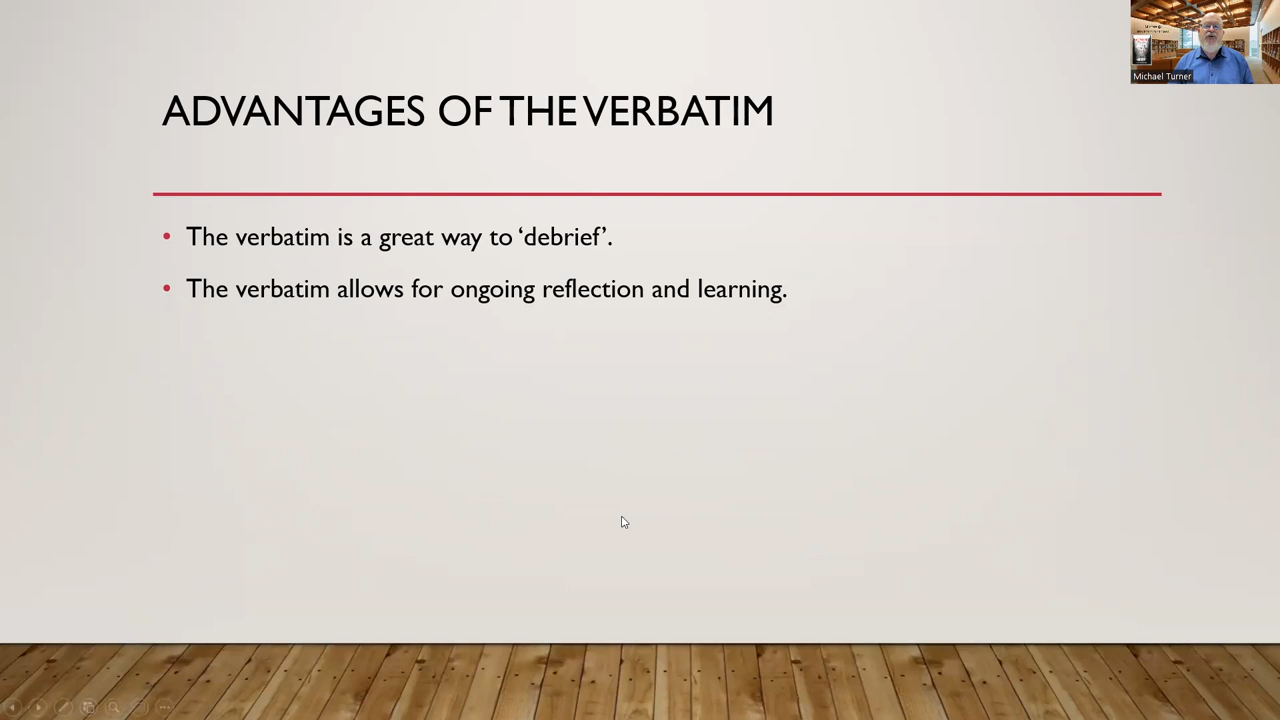 ADVANTAGES OF THE VERBATIM
• The verbatim is a great way to ‘debrief’.
• The verbatim allows for ongoing reflection and learning.
Michael Turner